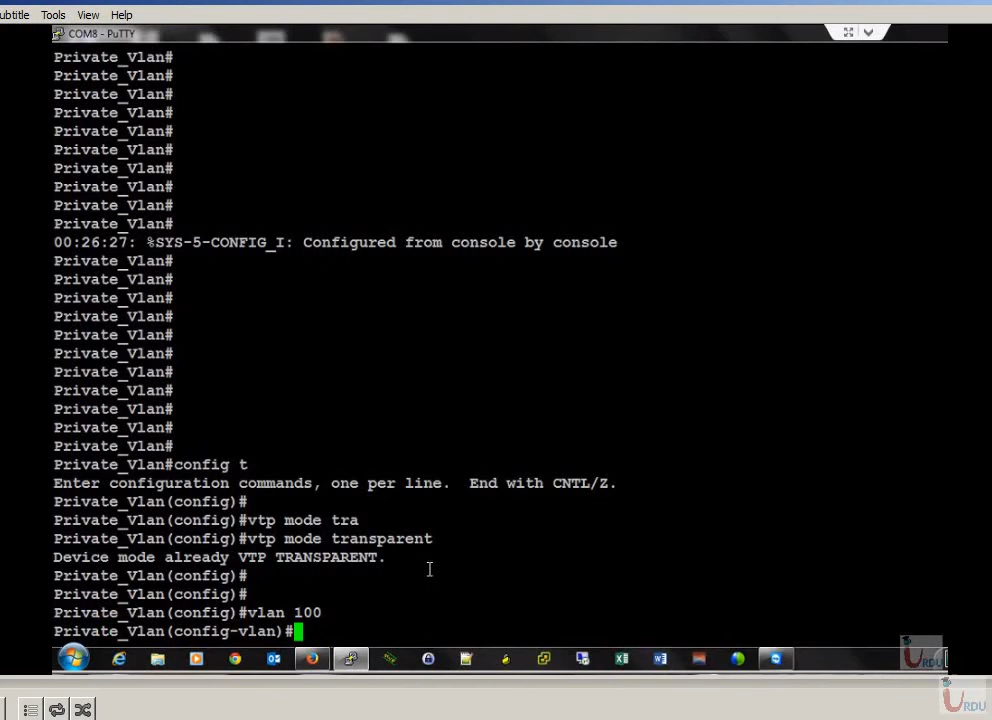 ubtitle Tools View Help
COM8 - PuTTY
Private_Vlan#
Private_Vlan#
Private_Vlan#
Private_Vlan#
Private_Vlan#
Private_Vlan#
Private_Vlan#
Private_Vlan#
Private_Vlan#
Private_Vlan#
00:26:27: %SYS-5-CONFIG_I: Configured from console by console
Private_Vlan#
Private_Vlan#
Private_Vlan#
Private_Vlan#
Private_Vlan#
Private_Vlan#
Private_Vlan#
Private_Vlan#
Private_Vlan#
Private_Vlan#
Private_Vlan#
Private_Vlan#config t
Enter configuration commands, one per line.  End with CNTL/Z.
Private_Vlan(config)#
Private_Vlan(config)#vtp mode tra
Private_Vlan(config)#vtp mode transparent
Device mode already VTP TRANSPARENT.
Private_Vlan(config)#
Private_Vlan(config)#
Private_Vlan(config)#vlan 100
Private_Vlan(config-vlan)#
URDU
URDU